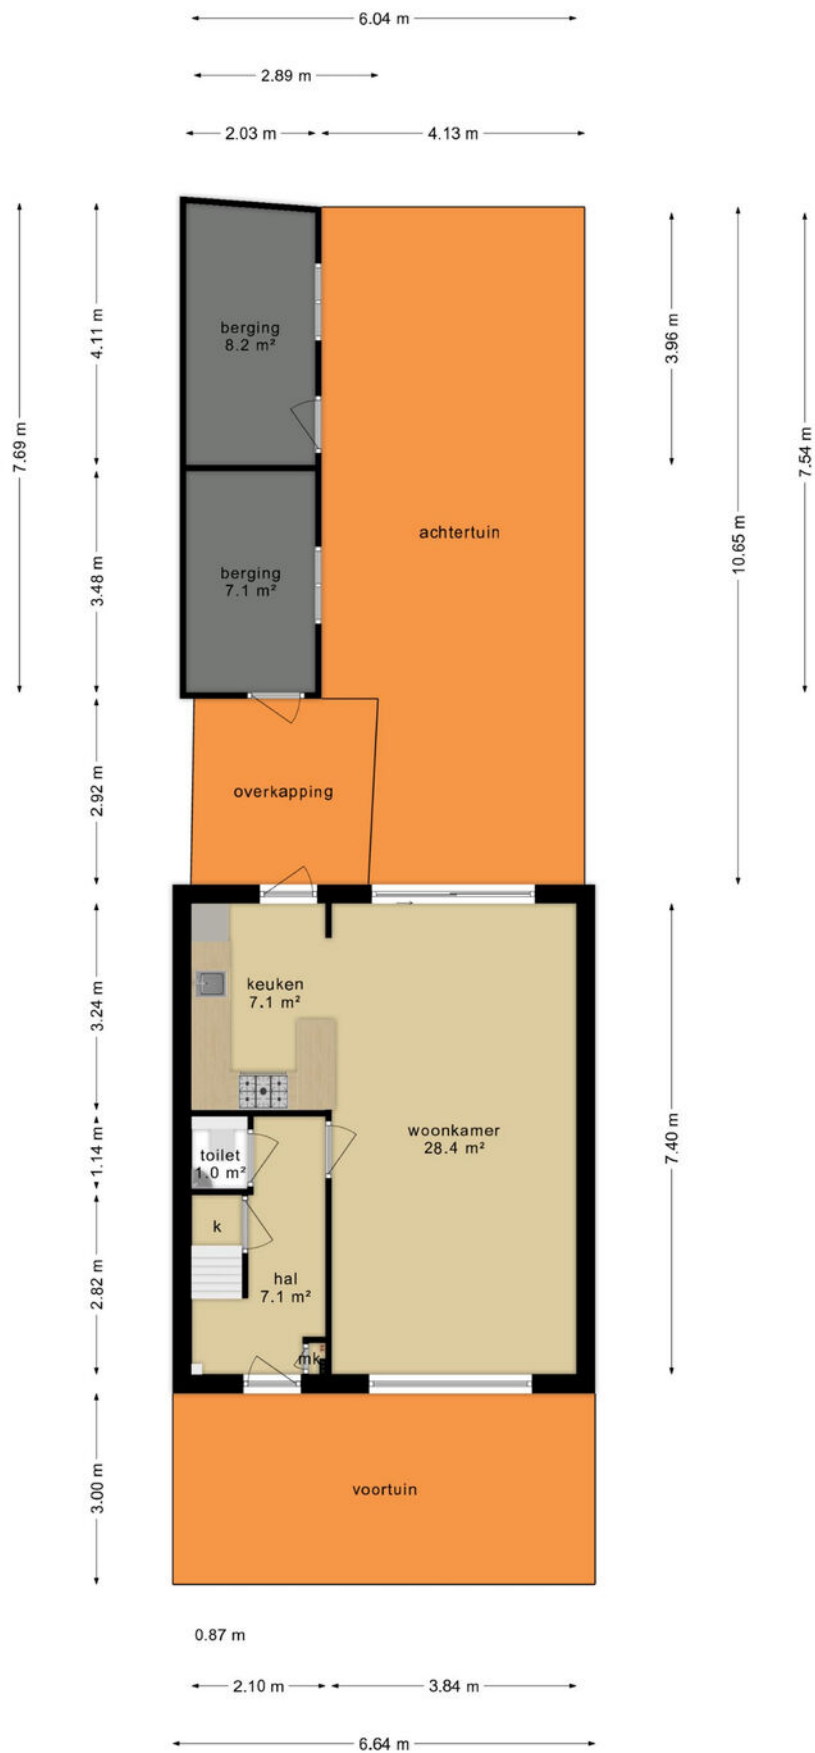 6.04 m
2.89 m
2.03 m
4.13 m
7.69 m
4.11 m
berging
8.2 m²
3.96 m
7.54 m
3.48 m
berging
7.1 m²
achtertuin
10.65 m
2.92 m
overkapping
3.24 m
keuken
7.1 m²
7.40 m
1.14 m
toilet
1.0 m²
woonkamer
28.4 m²
k
2.82 m
hal
7.1 m²
mk
3.00 m
voortuin
0.87 m
2.10 m
3.84 m
6.64 m